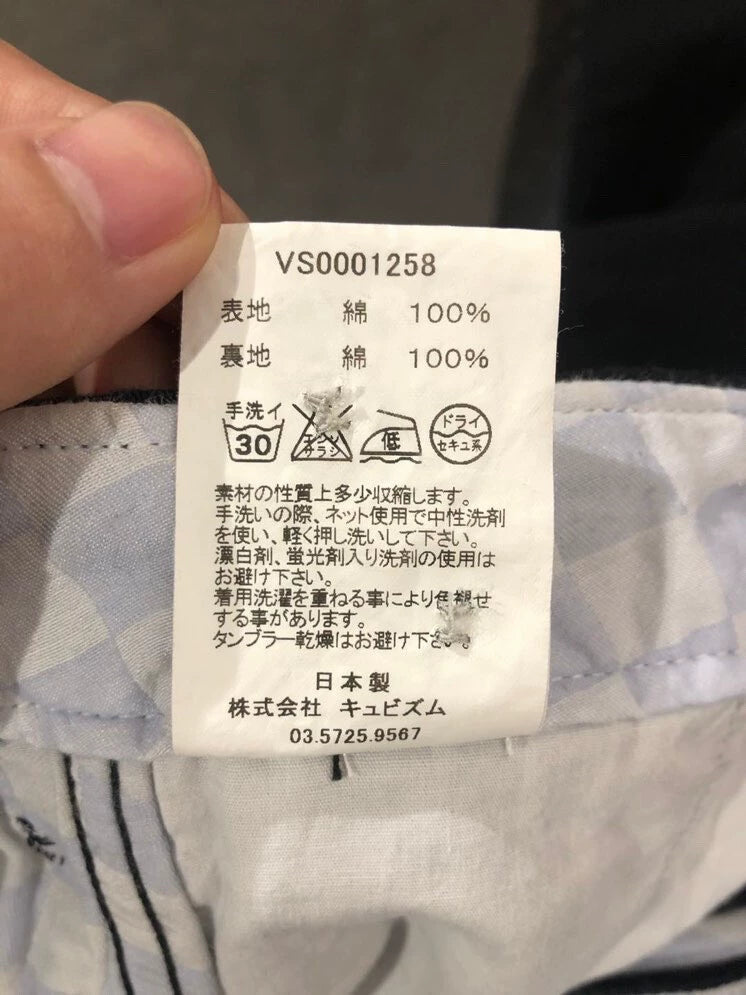 VS0001258
表地 綿 100%
裏地 綿 100%
手洗イ
30
エンソ
サラシ
低
ドライ
セキユ系
素材の性質上多少収縮します。
手洗いの際、ネット使用で中性洗剤
を使い、軽く押し洗いして下さい。
漂白剤、蛍光剤入り洗剤の使用は
お避け下さい。
着用洗濯を重ねる事により色褪せ
する事があります。
タンブラー乾燥はお避け下さい。
日本製
株式会社 キュビズム
03.5725.9567